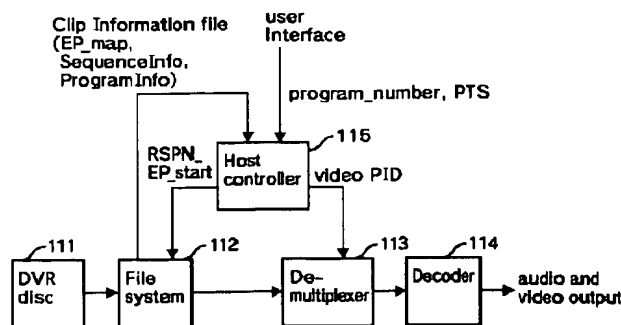 Clip Information file
(EP_map,
SequenceInfo,
ProgramInfo)
user
Interface
program_number, PTS
115
RSPN_
EP_start
Host
controller
video PID
111
DVR
disc
112
File
system
113
De-
multiplexer
114
Decoder
audio and
video output